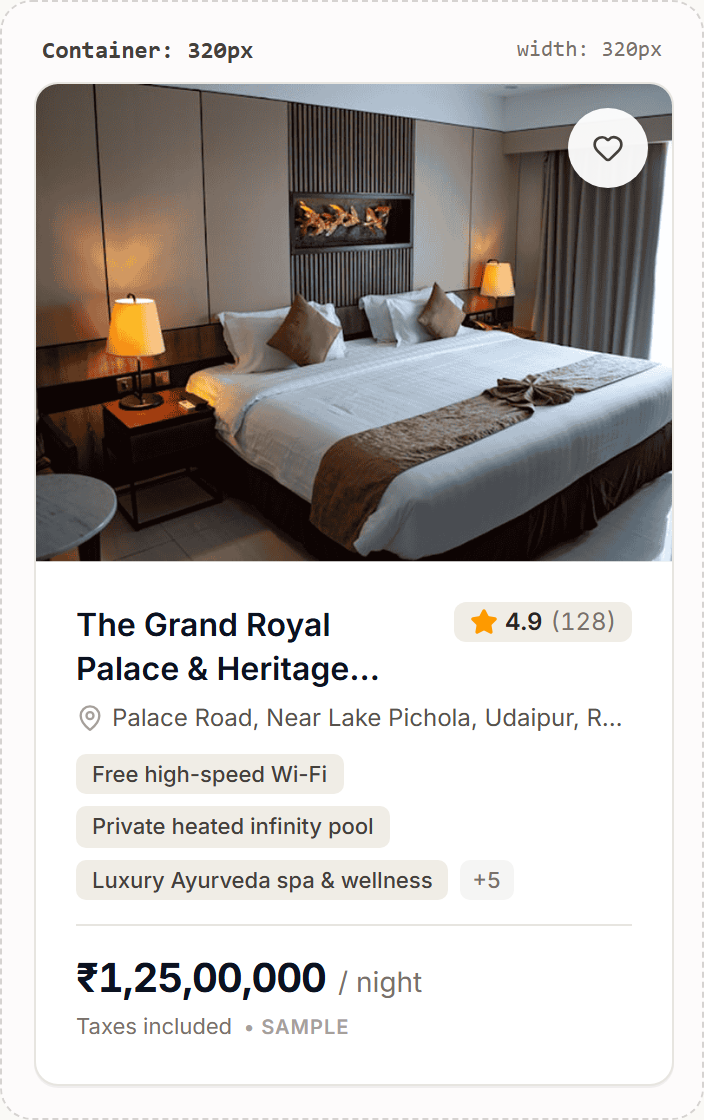 Container: 320px
width: 320px
The Grand Royal
Palace & Heritage...
4.9 (128)
Palace Road, Near Lake Pichola, Udaipur, R...
Free high-speed Wi-Fi
Private heated infinity pool
Luxury Ayurveda spa & wellness
+5
₹1,25,00,000 / night
Taxes included • SAMPLE